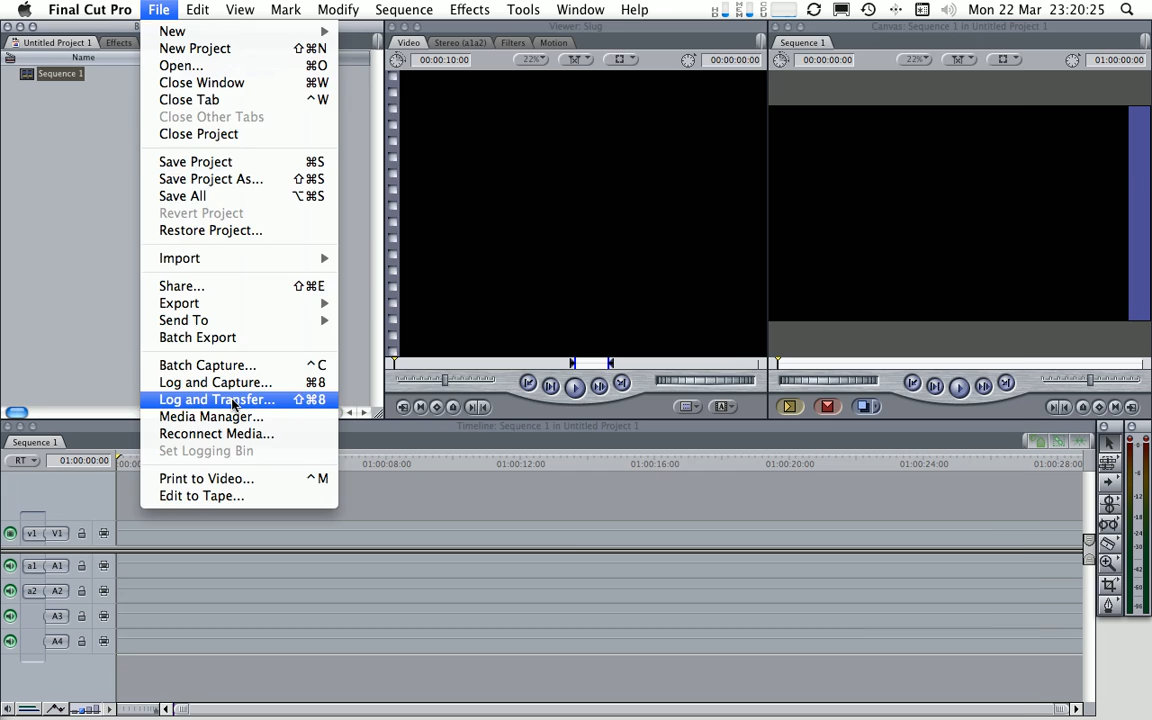 Final Cut Pro File Edit View Mark Modify Sequence Effects Tools Window Help Mon 22 Mar 23:20:25
Viewer: Slug
Canvas: Sequence 1 in Untitled Project 1
Untitled Project 1 Effects
Video Stereo (a1a2) Filters Motion
Sequence 1
Name
00:00:10:00 22% 00:00:00:00
00:00:00:00 22% 01:00:00:00
Sequence 1
New
New Project ⇧⌘N
Open... ⌘O
Close Window ⌘W
Close Tab ^W
Close Other Tabs
Close Project
Save Project ⌘S
Save Project As... ⇧⌘S
Save All ⌥⌘S
Revert Project
Restore Project...
Import
Share... ⇧⌘E
Export
Send To
Batch Export
Batch Capture... ^C
Log and Capture... ⌘8
Log and Transfer... ⇧⌘8
Media Manager...
Reconnect Media...
Set Logging Bin
Print to Video... ^M
Edit to Tape...
Timeline: Sequence 1 in Untitled Project 1
Sequence 1
RT 01:00:00:00 01:00:08:00 01:00:12:00 01:00:16:00 01:00:20:00 01:00:24:00 01:00:28:00
v1 V1
a1 A1
a2 A2
A3
A4